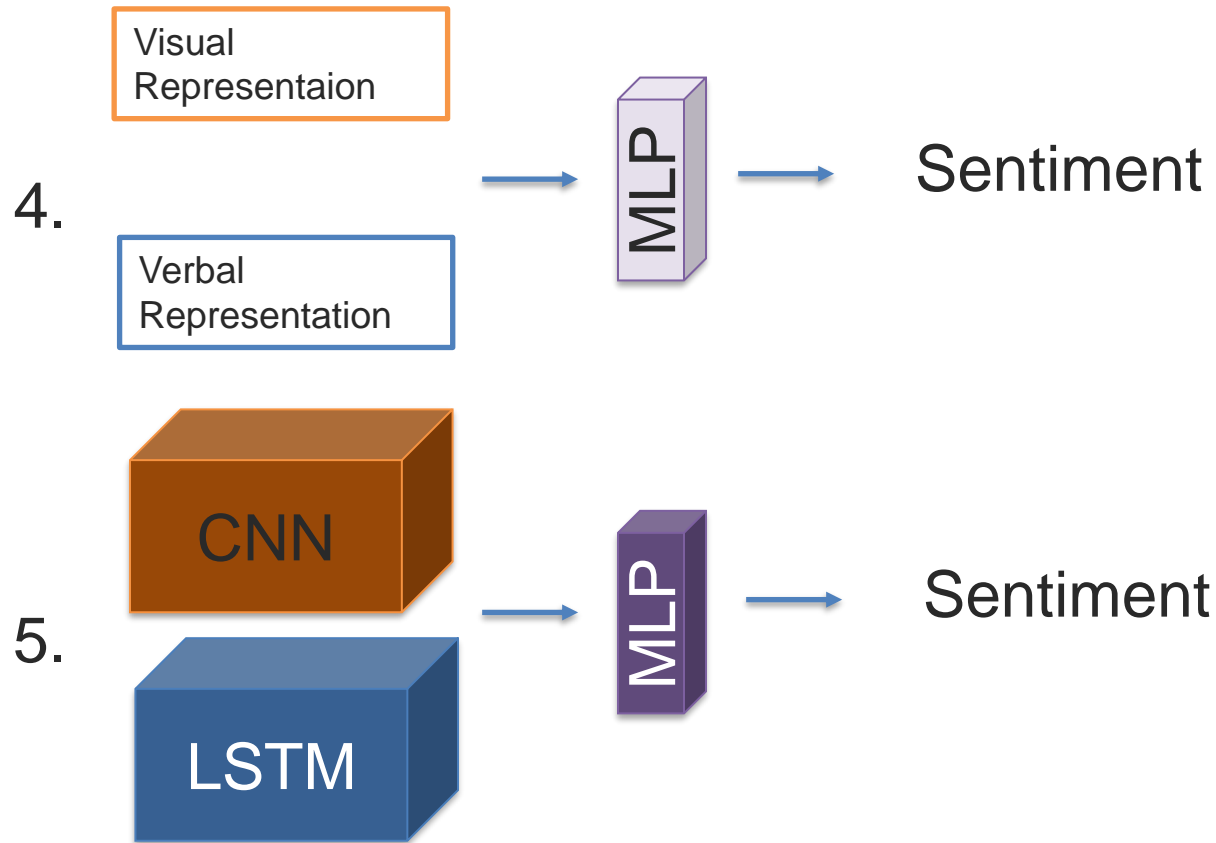 4.
Visual
Representaion
Verbal
Representation
MLP
Sentiment
5.
CNN
LSTM
MLP
Sentiment